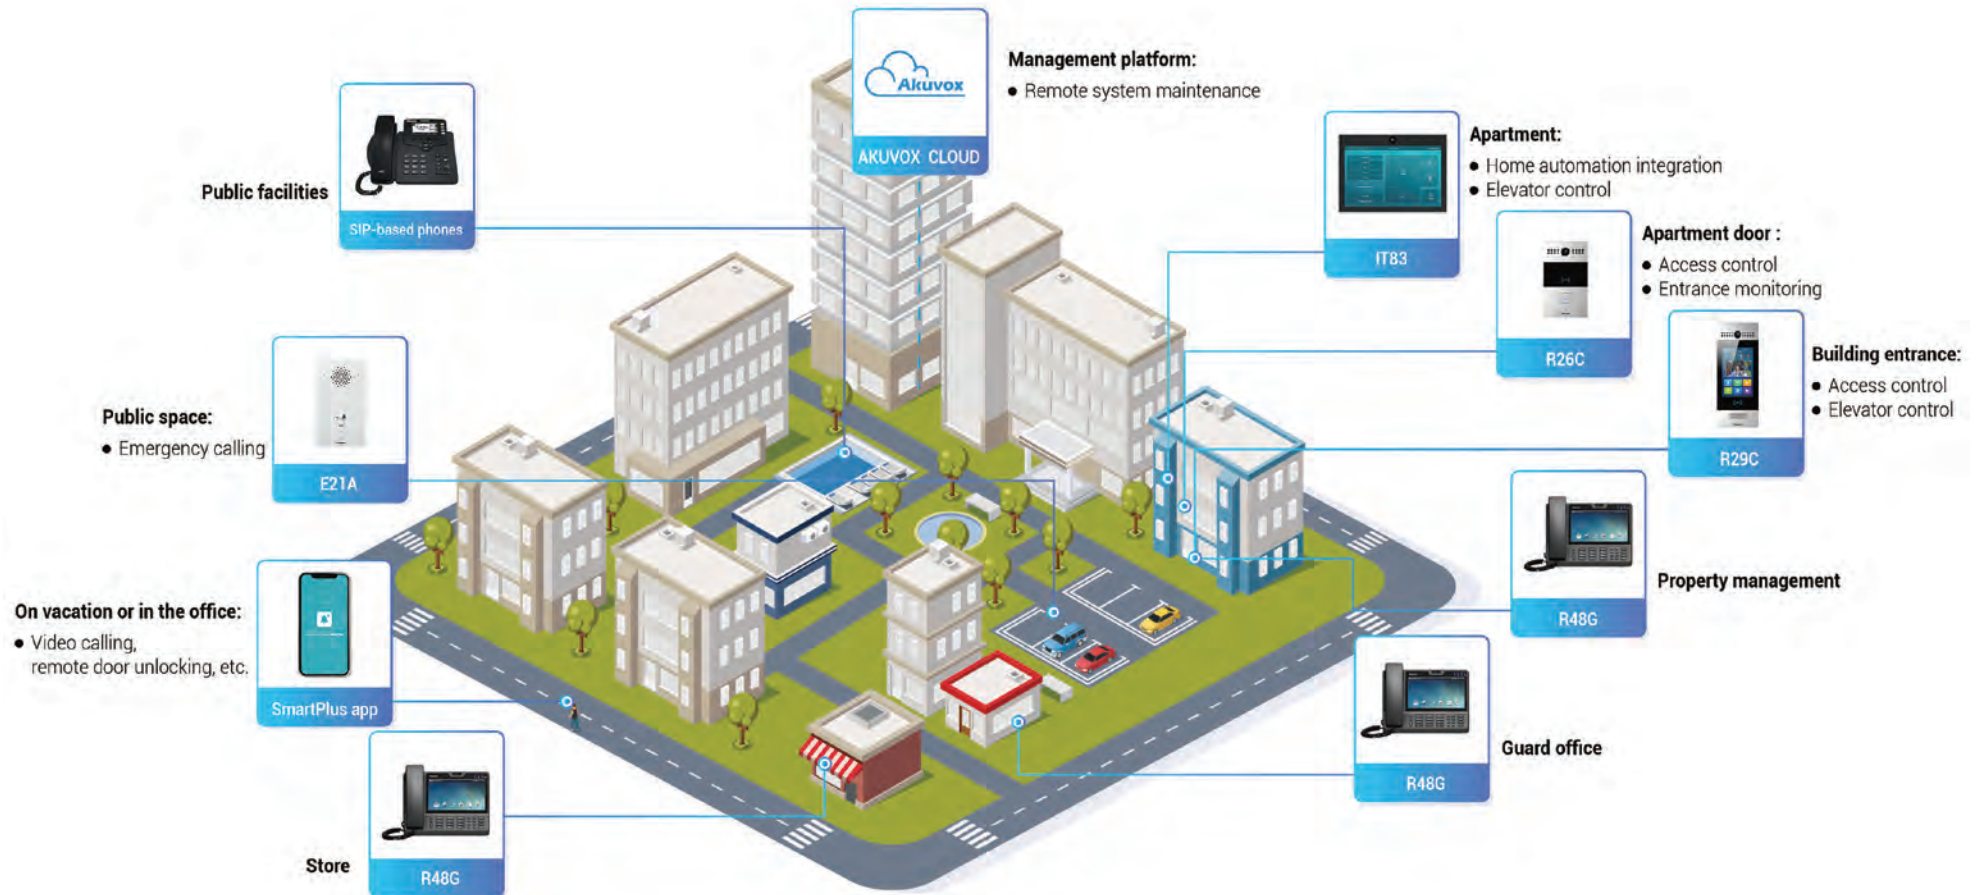 Akuvox
AKUVOX CLOUD
Management platform:
● Remote system maintenance
Public facilities
SIP-based phones
Apartment:
● Home automation integration
● Elevator control
IT83
Apartment door :
● Access control
● Entrance monitoring
R26C
Building entrance:
● Access control
● Elevator control
R29C
Public space:
● Emergency calling
E21A
Property management
R48G
On vacation or in the office:
● Video calling,
remote door unlocking, etc.
SmartPlus app
Guard office
R48G
Store
R48G